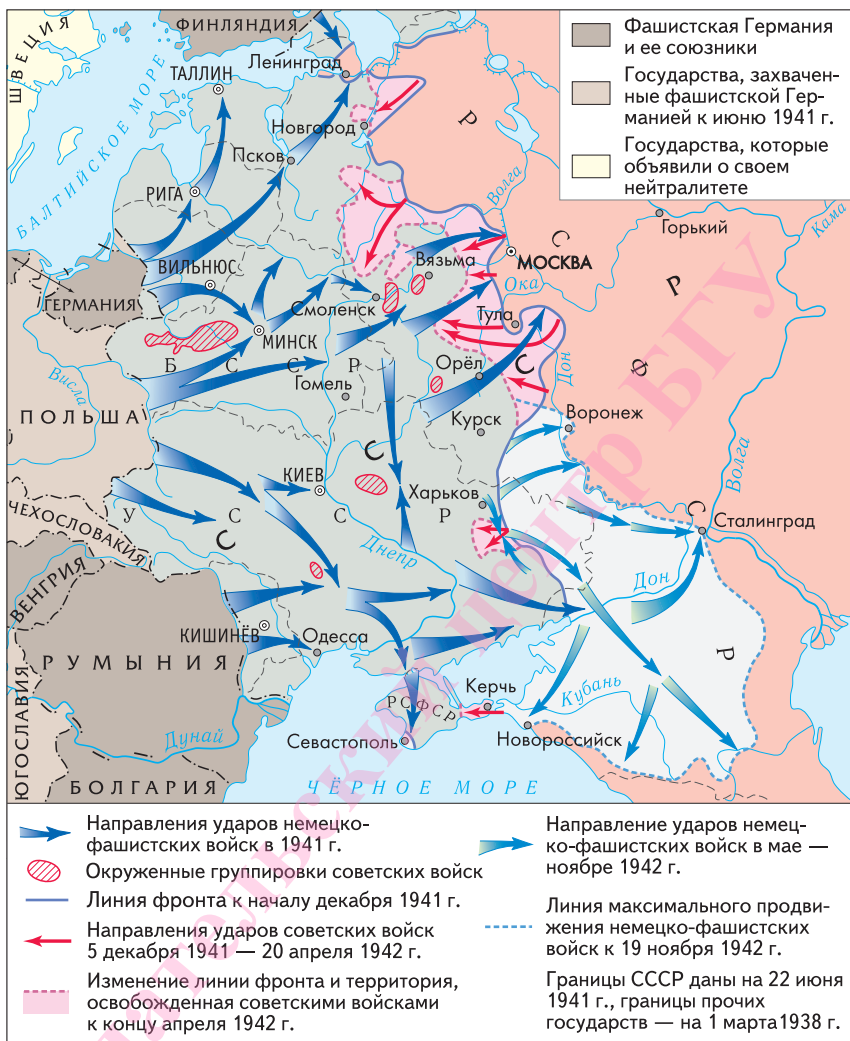 ФИНЛЯНДИЯ
ШВЕЦИЯ
ТАЛЛИН
Ленинград
БАЛТИЙСКОЕ МОРЕ
Новгород
Псков
РИГА
Р
Волга
Горький
Кама
С
МОСКВА
Вязьма
Ока
ВИЛЬНЮС
ГЕРМАНИЯ
Смоленск
Тула
Р
МИНСК
Б С С Р
Гомель
Орёл
С
Дон
Ф
Висла
ПОЛЬША
Курск
Воронеж
С
КИЕВ
Харьков
Волга
У С С Р
С
Сталинград
ЧЕХОСЛОВАКИЯ
С
Днепр
Дон
ВЕНГРИЯ
КИШИНЁВ
Одесса
РУМЫНИЯ
Р
ЮГОСЛАВИЯ
РСФСР
Керчь
Кубань
Дунай
Севастополь
Новороссийск
БОЛГАРИЯ
ЧЁРНОЕ МОРЕ
Фашистская Германия
и ее союзники
Государства, захвачен-
ные фашистской Гер-
манией к июню 1941 г.
Государства, которые
объявили о своем
нейтралитете
Направления ударов немецко-
фашистских войск в 1941 г.
Окруженные группировки советских войск
Линия фронта к началу декабря 1941 г.
Направления ударов советских войск
5 декабря 1941 — 20 апреля 1942 г.
Изменение линии фронта и территория,
освобожденная советскими войсками
к концу апреля 1942 г.
Направление ударов немец-
ко-фашистских войск в мае —
ноябре 1942 г.
Линия максимального продви-
жения немецко-фашистских
войск к 19 ноября 1942 г.
Границы СССР даны на 22 июня
1941 г., границы прочих
государств — на 1 марта 1938 г.
дательский центр БГУ